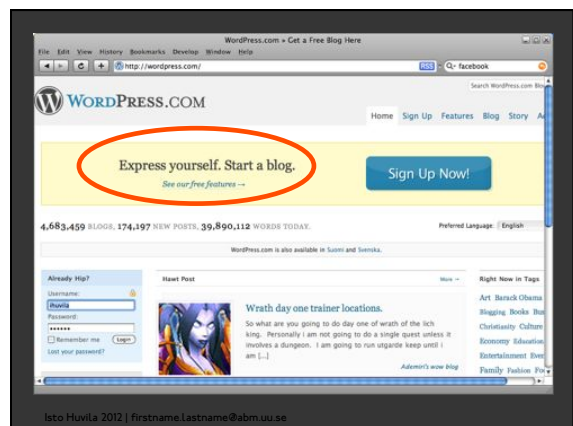 WordPress.com » Get a Free Blog Here
File Edit View History Bookmarks Develop Window Help
http://wordpress.com/ RSS facebook
Search WordPress.com
WORDPRESS.COM
Home Sign Up Features Blog Story
Express yourself. Start a blog.
See our free features →
Sign Up Now!
4,683,459 BLOGS, 174,197 NEW POSTS, 39,890,112 WORDS TODAY.
Preferred Language: English
WordPress.com is also available in Suomi and Svenska.
Already Hip?
Username:
ihuvila
Password:
••••••
Remember me Login
Lost your password?
Hawt Post More →
Wrath day one trainer locations.
So what are you going to do day one of wrath of the lich
king. Personally i am not going to do a single quest unless it
involves a dungeon. I am going to run utgarde keep until i
am [...]
Ademin's wow blog
Right Now in Tags
Art Barack Obama
Blogging Books
Christianity Culture
Economy Education
Entertainment
Family Fashion
Isto Huvila 2012 | firstname.lastname@abm.uu.se